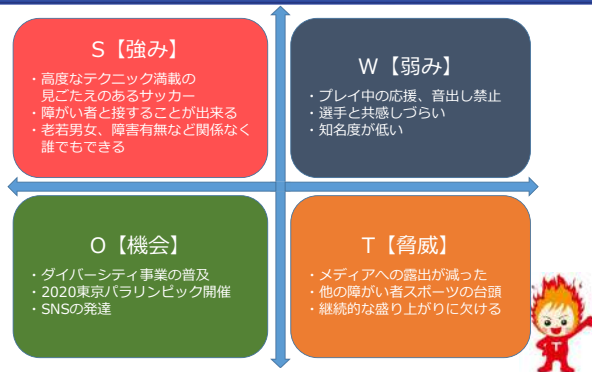 S【強み】
・高度なテクニック満載の
見ごたえのあるサッカー
・障がい者と接することが出来る
・老若男女、障害有無など関係なく
誰でもできる
W【弱み】
・プレイ中の応援、音出し禁止
・選手と共感しづらい
・知名度が低い
O【機会】
・ダイバーシティ事業の普及
・2020東京パラリンピック開催
・SNSの発達
T【脅威】
・メディアへの露出が減った
・他の障がい者スポーツの台頭
・継続的な盛り上がりに欠ける
T